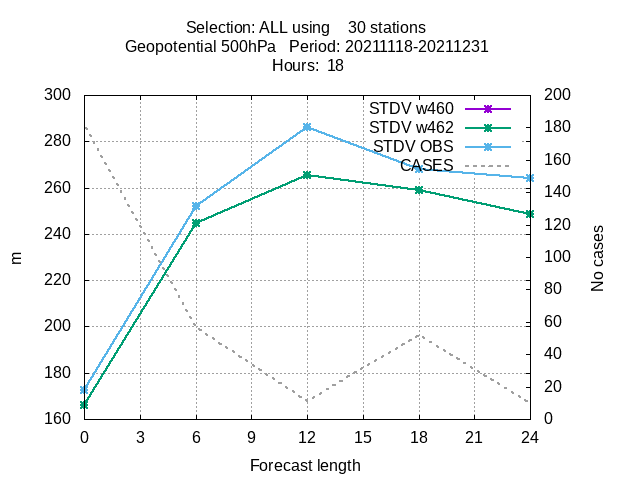 Selection: ALL using    30 stations
Geopotential 500hPa   Period: 20211118-20211231
Hours:  18
300 200
STDV w460
STDV w462
STDV OBS
CASES
280 180
260 160
240 140
220 120
200 100
180 80
160 60
40
20
0
m
No cases
0 3 6 9 12 15 18 21 24
Forecast length